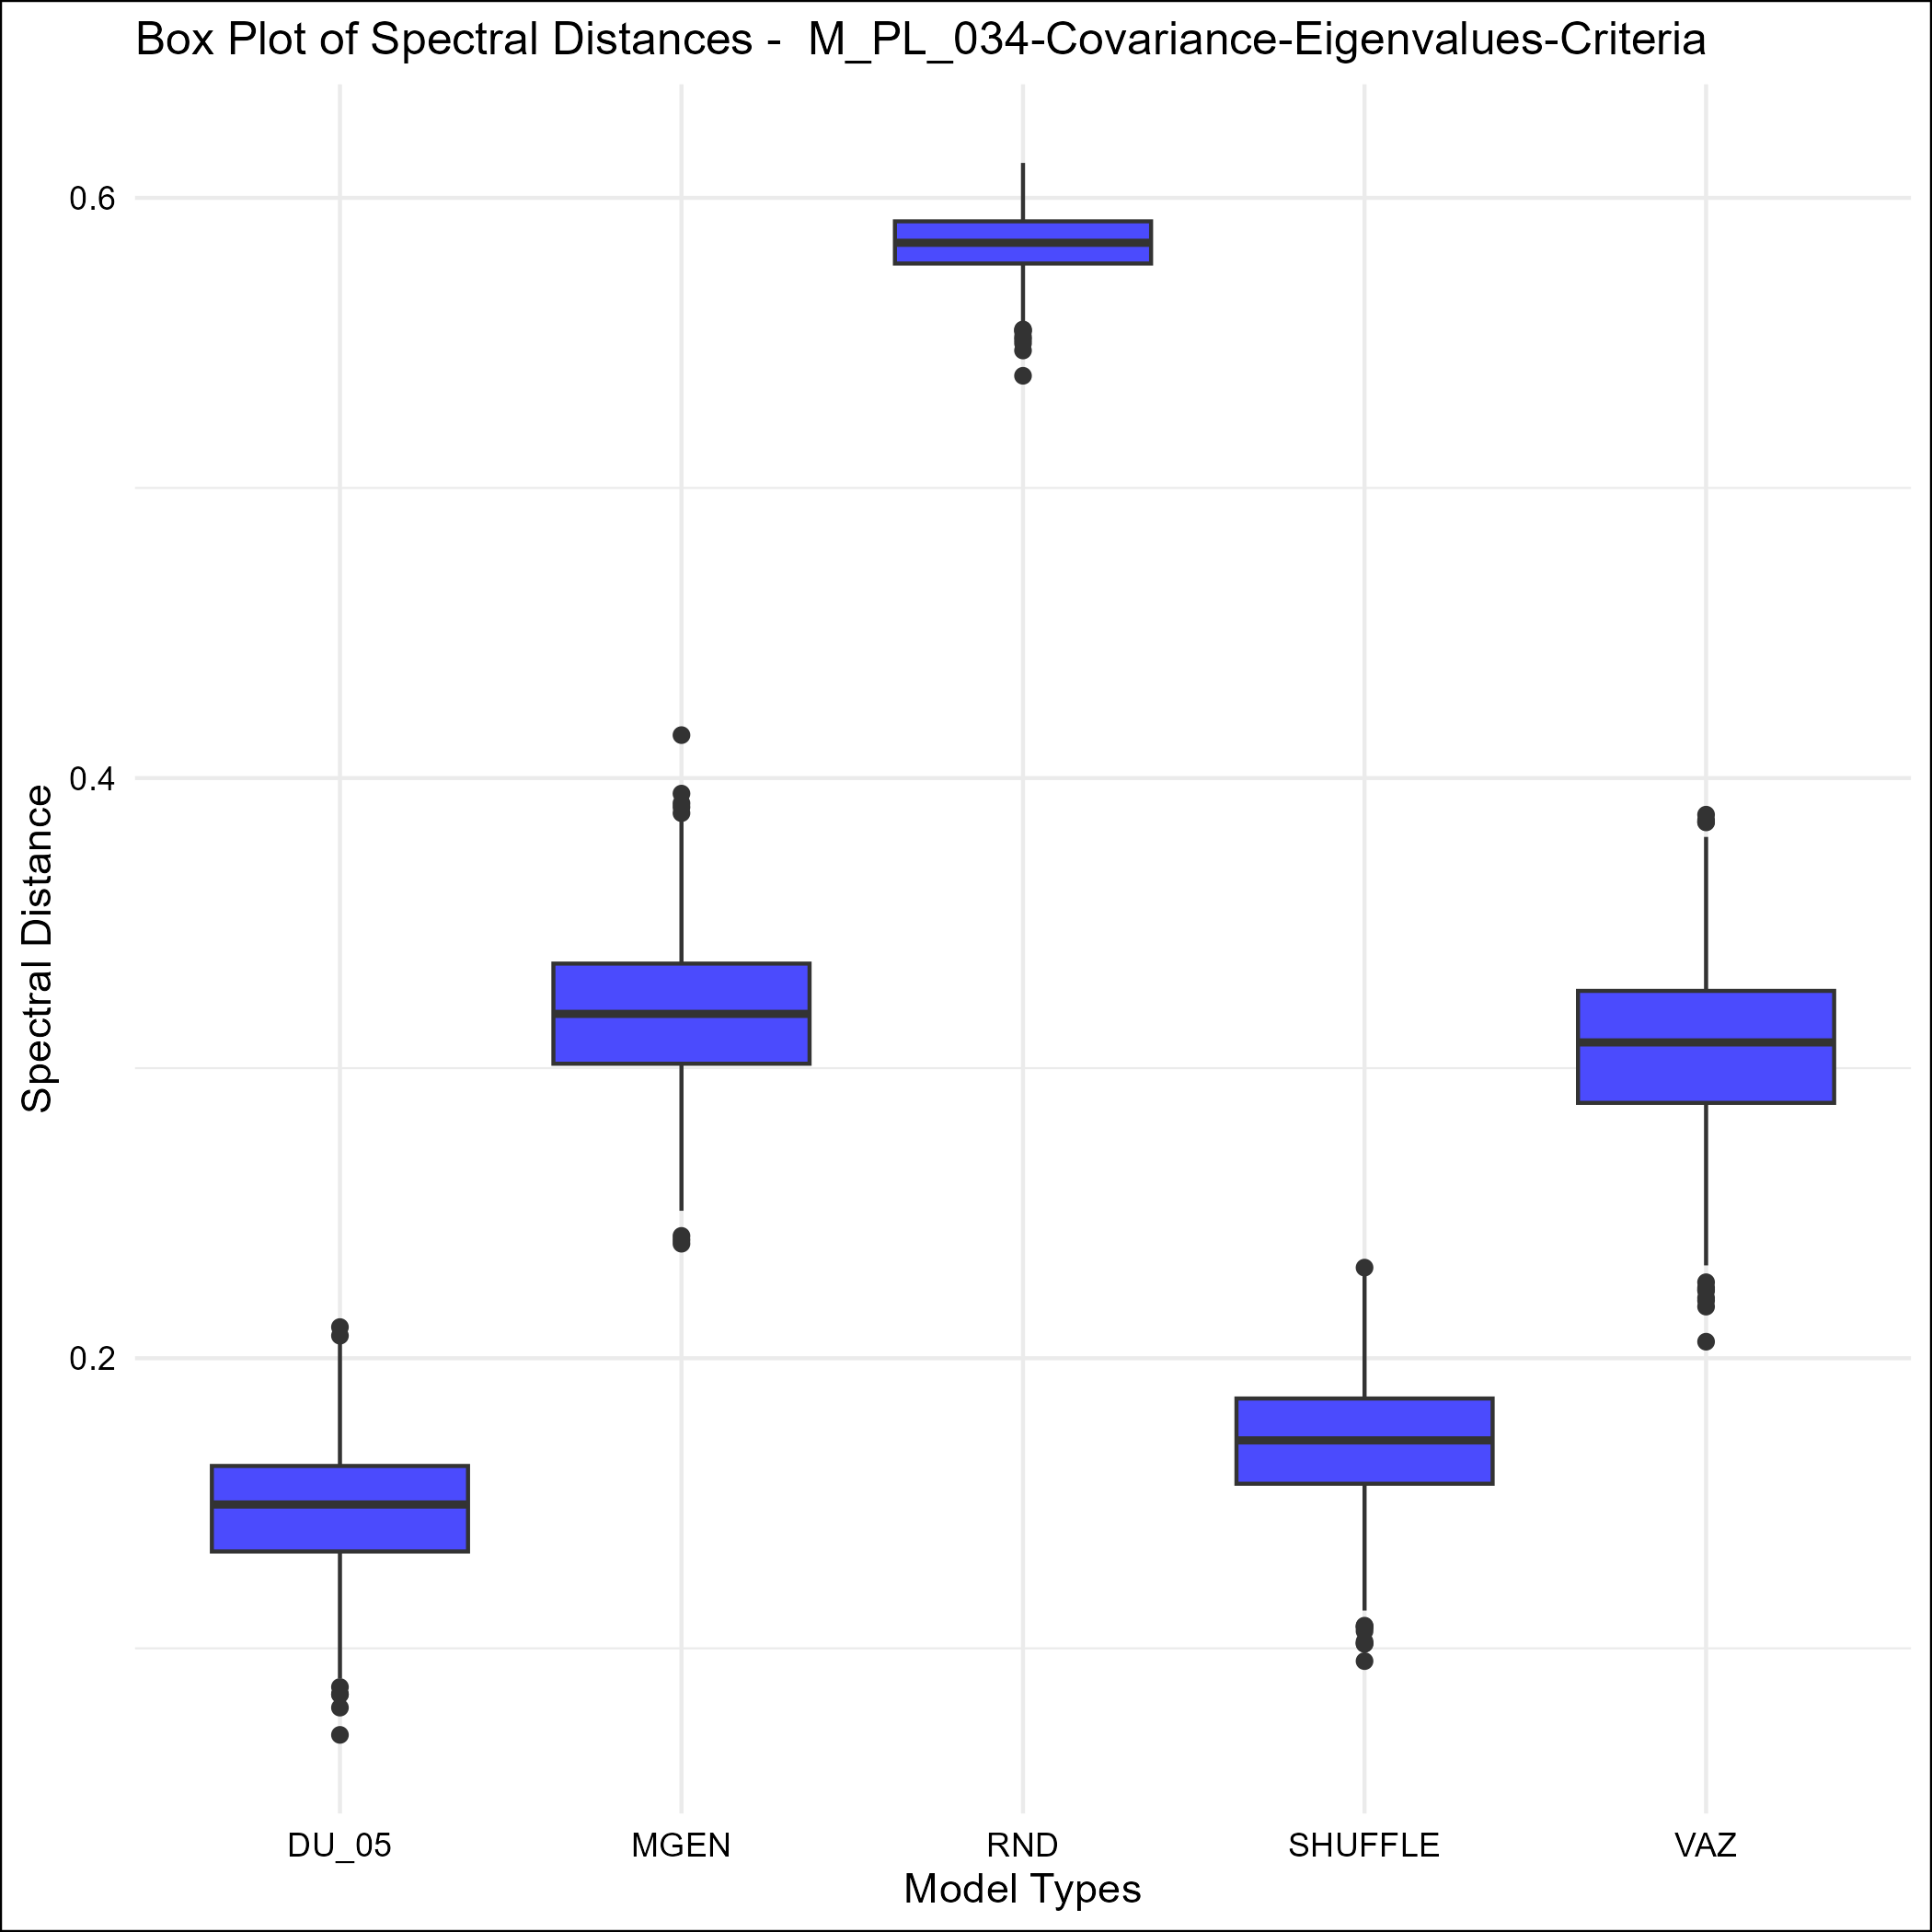 Box Plot of Spectral Distances -  M_PL_034-Covariance-Eigenvalues-Criteria
Spectral Distance
0.6
0.4
0.2
DU_05 MGEN RND SHUFFLE VAZ
Model Types